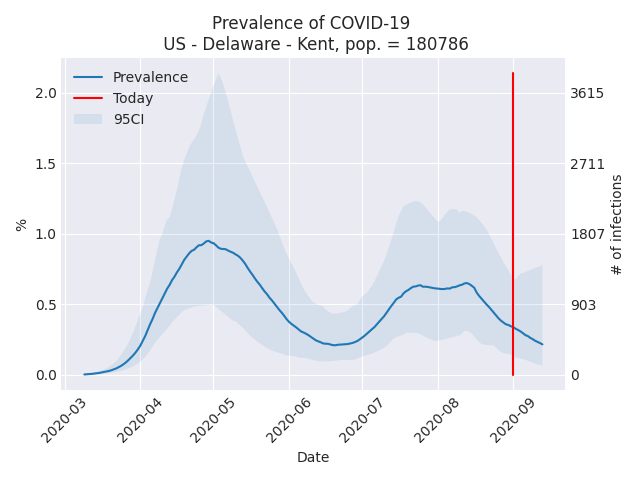 Prevalence of COVID-19
US - Delaware - Kent, pop. = 180786
Prevalence
Today
95CI
2.0
1.5
1.0
0.5
0.0
%
3615
2711
1807
903
0
# of infections
2020-03
2020-04
2020-05
2020-06
2020-07
2020-08
2020-09
Date